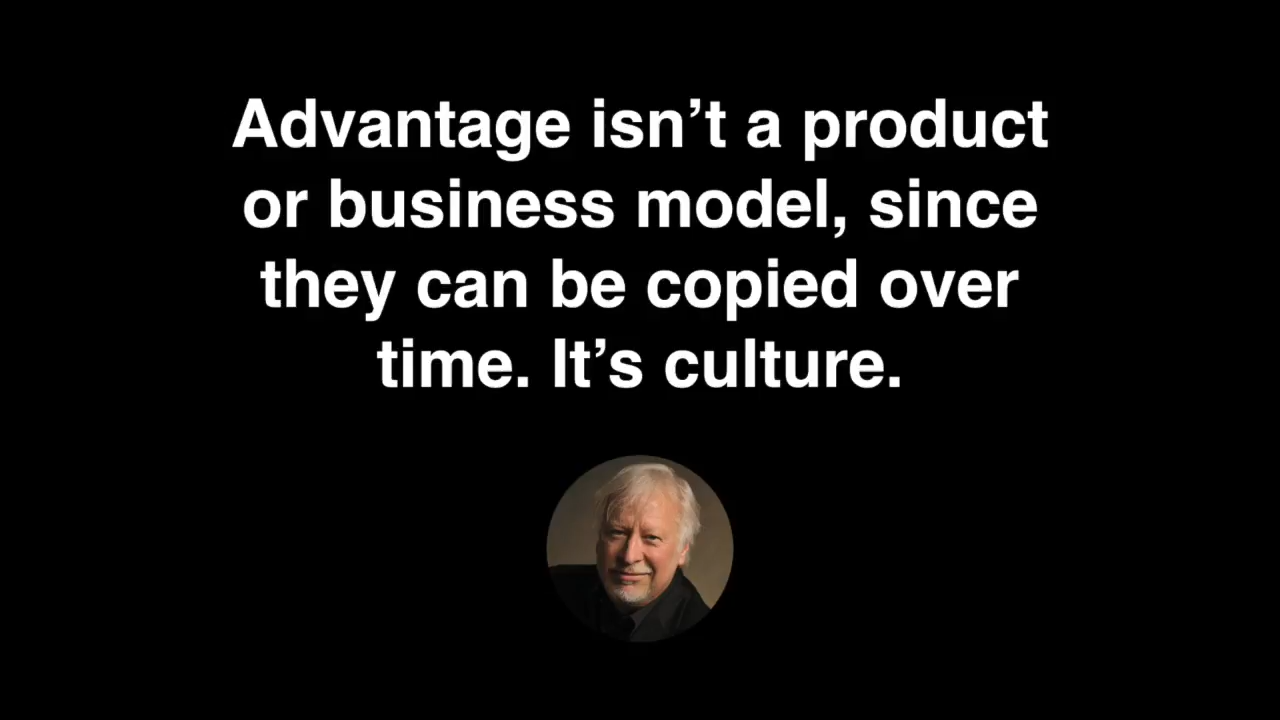 Advantage isn’t a product
or business model, since
they can be copied over
time. It’s culture.